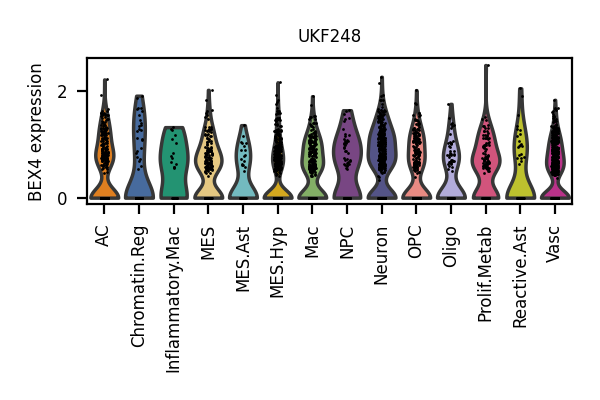 UKF248
BEX4 expression
2
0
AC
Chromatin.Reg
Inflammatory.Mac
MES
MES.Ast
MES.Hyp
Mac
NPC
Neuron
OPC
Oligo
Prolif.Metab
Reactive.Ast
Vasc